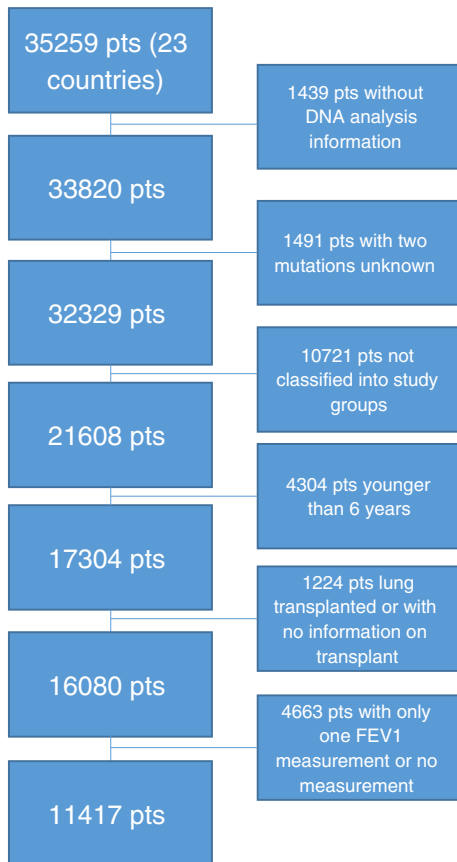 35259 pts (23
countries)
1439 pts without
DNA analysis
information
33820 pts
1491 pts with two
mutations unknown
32329 pts
10721 pts not
classified into study
groups
21608 pts
4304 pts younger
than 6 years
17304 pts
1224 pts lung
transplanted or with
no information on
transplant
16080 pts
4663 pts with only
one FEV1
measurement or no
measurement
11417 pts